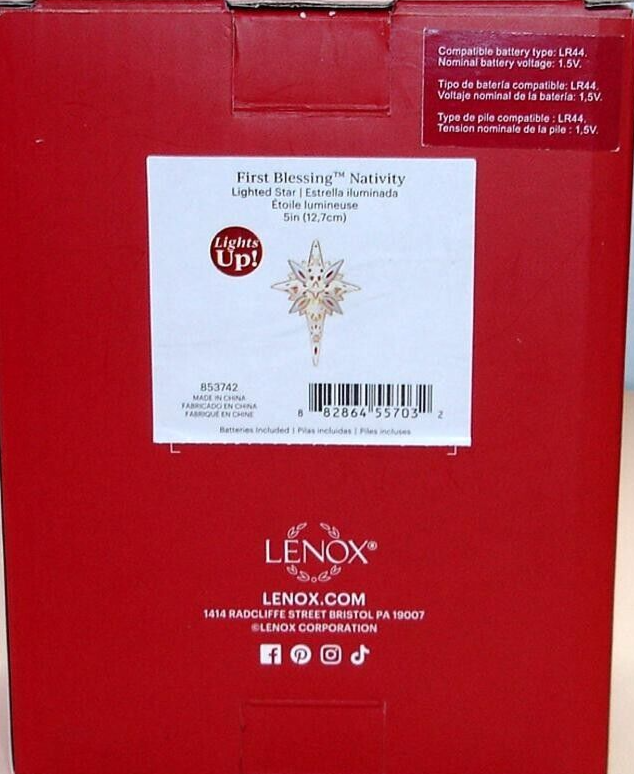 Compatible battery type: LR44.
Nominal battery voltage: 1.5V.
Tipo de batería compatible: LR44.
Voltaje nominal de la batería: 1,5V.
Type de pile compatible : LR44.
Tension nominale de la pile : 1,5V.
First Blessing™ Nativity
Lighted Star | Estrella iluminada
Étoile lumineuse
5in (12,7cm)
Lights
Up!
853742
MADE IN CHINA
FABRICADO EN CHINA
FABRIQUÉ EN CHINE
8 82864 55703 2
Batteries Included | Pilas incluidas | Piles incluses
LENOX®
LENOX.COM
1414 RADCLIFFE STREET BRISTOL PA 19007
©LENOX CORPORATION